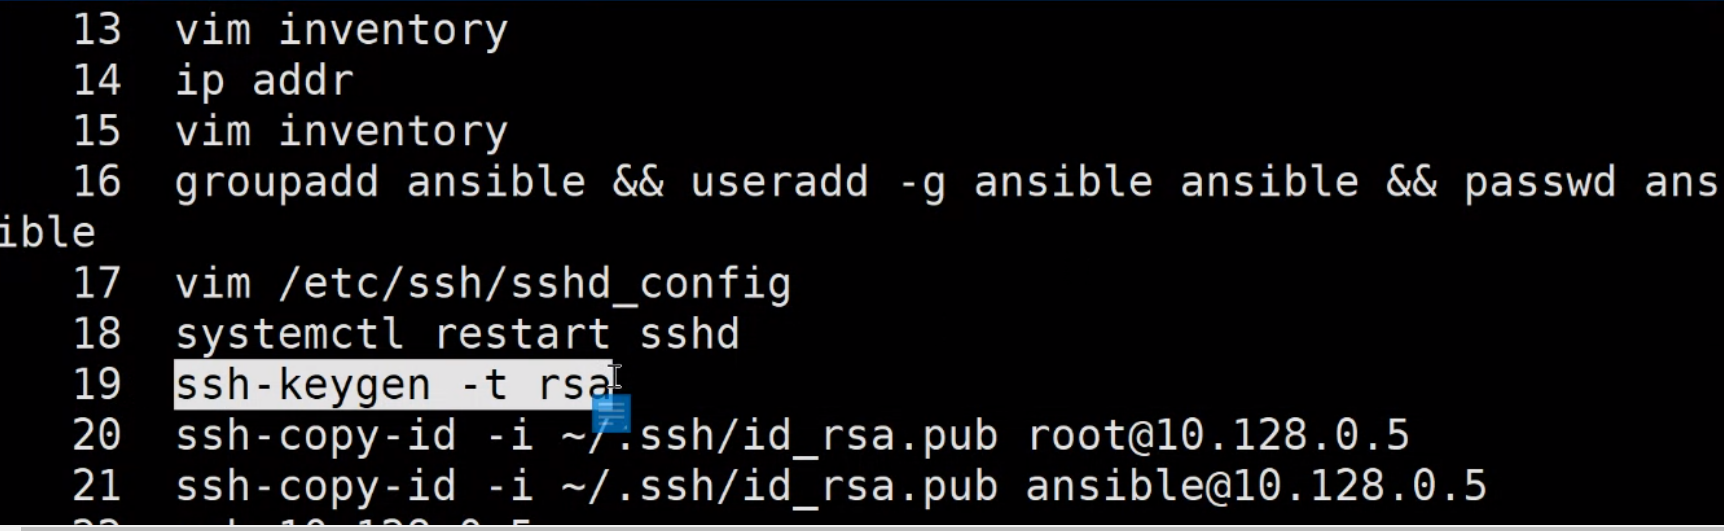 13 vim inventory
14 ip addr
15 vim inventory
16 groupadd ansible && useradd -g ansible ansible && passwd ans
ible
17 vim /etc/ssh/sshd_config
18 systemctl restart sshd
19 ssh-keygen -t rsa
20 ssh-copy-id -i ~/.ssh/id_rsa.pub root@10.128.0.5
21 ssh-copy-id -i ~/.ssh/id_rsa.pub ansible@10.128.0.5